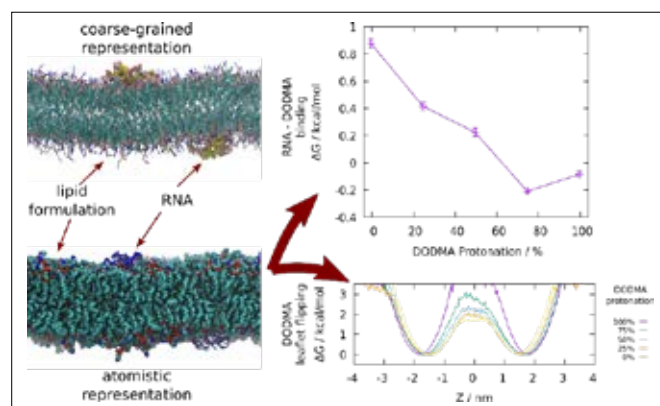 coarse-grained
representation
lipid
formulation
RNA
atomistic
representation
RNA - DODMA
binding
ΔG / kcal/mol
1
0.8
0.6
0.4
0.2
0
-0.2
-0.4
0 20 40 60 80 100
DODMA Protonation / %
DODMA
leaflet flipping
ΔG / kcal/mol
3
2
1
0
-4 -3 -2 -1 0 1 2 3 4
Z / nm
DODMA
protonation
100%
75%
50%
25%
0%